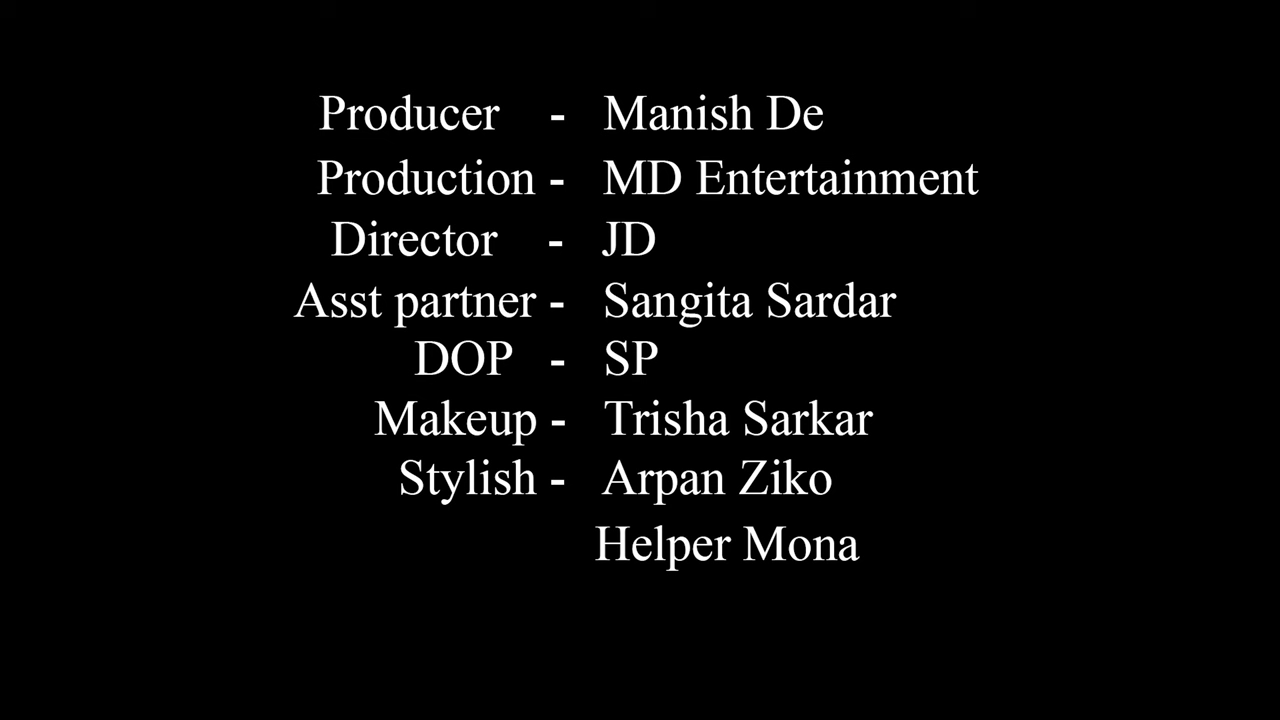 Producer - Manish De
Production - MD Entertainment
Director - JD
Asst partner - Sangita Sardar
DOP - SP
Makeup - Trisha Sarkar
Stylish - Arpan Ziko
Helper Mona